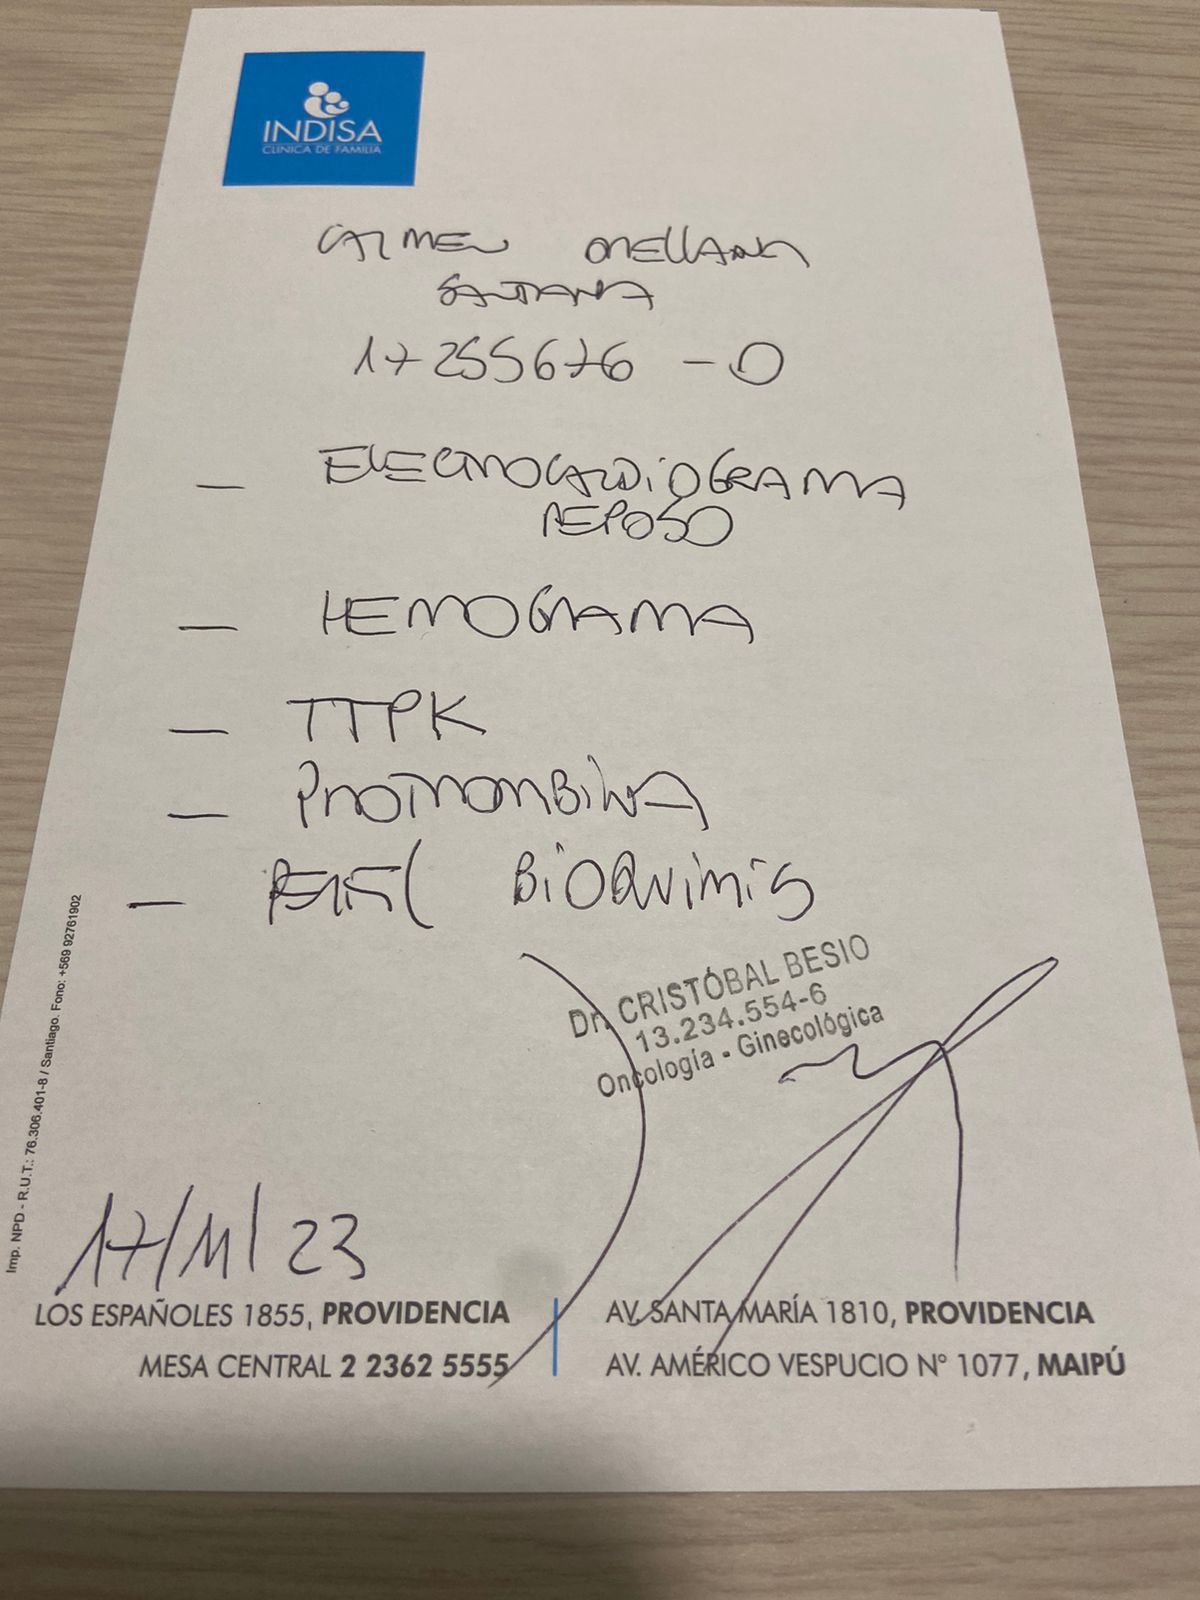 INDISA
CLÍNICA DE FAMILIA
CARMEN ORELLANA
SANTANA
17255676-0
- ELECTROCARDIOGRAMA
REPOSO
- HEMOGRAMA
- TTPK
- PROTROMBINA
- PERFIL BIOQUIMICO
Dr. CRISTÓBAL BESIO
13.234.554-6
Oncología - Ginecológica
17/11/23
Imp. NPD - R.U.T.: 76.306.401-8 / Santiago. Fono: +569 92761902
LOS ESPAÑOLES 1855, PROVIDENCIA
MESA CENTRAL 2 2362 5555
AV. SANTA MARÍA 1810, PROVIDENCIA
AV. AMÉRICO VESPUCIO N° 1077, MAIPÚ